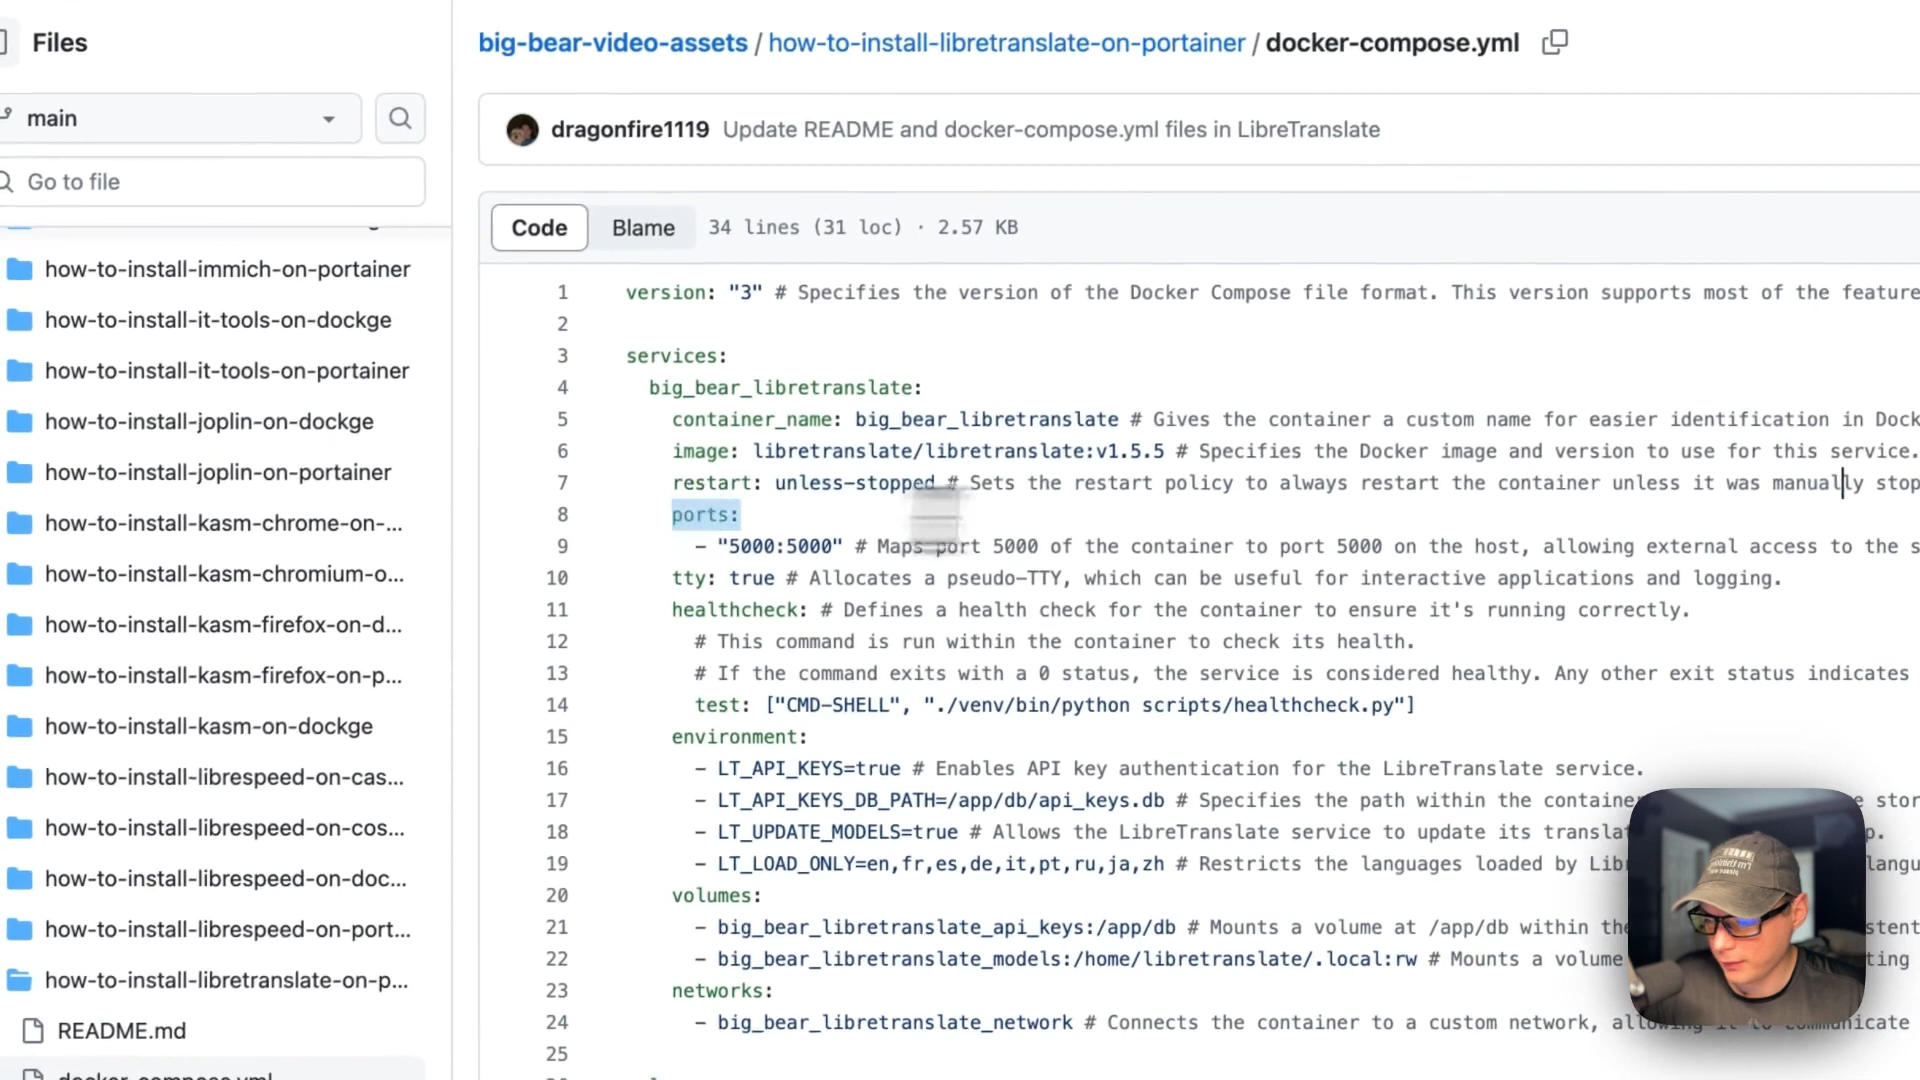 Files
big-bear-video-assets / how-to-install-libretranslate-on-portainer / docker-compose.yml
main
dragonfire1119 Update README and docker-compose.yml files in LibreTranslate
Go to file
Code Blame 34 lines (31 loc) · 2.57 KB
how-to-install-immich-on-portainer
how-to-install-it-tools-on-dockge
how-to-install-it-tools-on-portainer
how-to-install-joplin-on-dockge
how-to-install-joplin-on-portainer
how-to-install-kasm-chrome-on-...
how-to-install-kasm-chromium-o...
how-to-install-kasm-firefox-on-d...
how-to-install-kasm-firefox-on-p...
how-to-install-kasm-on-dockge
how-to-install-librespeed-on-cas...
how-to-install-librespeed-on-cos...
how-to-install-librespeed-on-doc...
how-to-install-librespeed-on-port...
how-to-install-libretranslate-on-p...
README.md
docker-compose.yml
1 version: "3" # Specifies the version of the Docker Compose file format. This version supports most of the feature
2
3 services:
4 big_bear_libretranslate:
5 container_name: big_bear_libretranslate # Gives the container a custom name for easier identification in Dock
6 image: libretranslate/libretranslate:v1.5.5 # Specifies the Docker image and version to use for this service.
7 restart: unless-stopped # Sets the restart policy to always restart the container unless it was manually stop
8 ports:
9 - "5000:5000" # Maps port 5000 of the container to port 5000 on the host, allowing external access to the s
10 tty: true # Allocates a pseudo-TTY, which can be useful for interactive applications and logging.
11 healthcheck: # Defines a health check for the container to ensure it's running correctly.
12 # This command is run within the container to check its health.
13 # If the command exits with a 0 status, the service is considered healthy. Any other exit status indicates
14 test: ["CMD-SHELL", "./venv/bin/python scripts/healthcheck.py"]
15 environment:
16 - LT_API_KEYS=true # Enables API key authentication for the LibreTranslate service.
17 - LT_API_KEYS_DB_PATH=/app/db/api_keys.db # Specifies the path within the container e stor
18 - LT_UPDATE_MODELS=true # Allows the LibreTranslate service to update its translat p.
19 - LT_LOAD_ONLY=en,fr,es,de,it,pt,ru,ja,zh # Restricts the languages loaded by Lib langu
20 volumes:
21 - big_bear_libretranslate_api_keys:/app/db # Mounts a volume at /app/db within the stent
22 - big_bear_libretranslate_models:/home/libretranslate/.local:rw # Mounts a volume ting
23 networks:
24 - big_bear_libretranslate_network # Connects the container to a custom network, allowing it to communicate
25